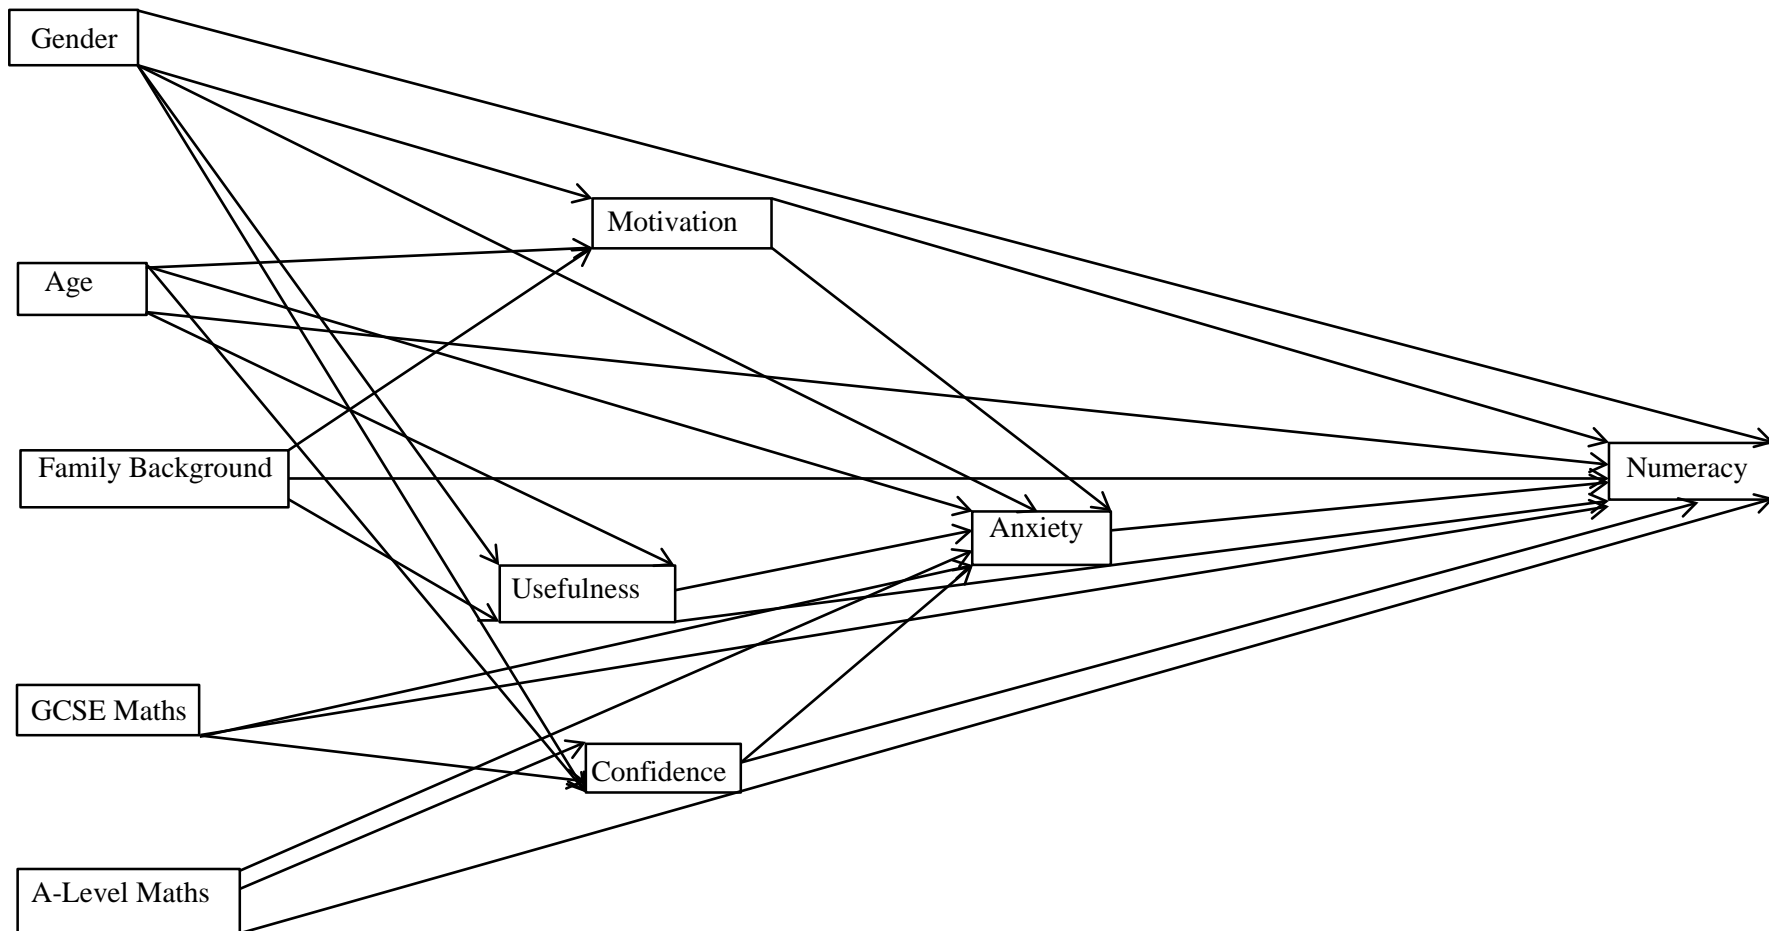 Gender
Motivation
Age
Family Background
Numeracy
Anxiety
Usefulness
GCSE Maths
Confidence
A-Level Maths